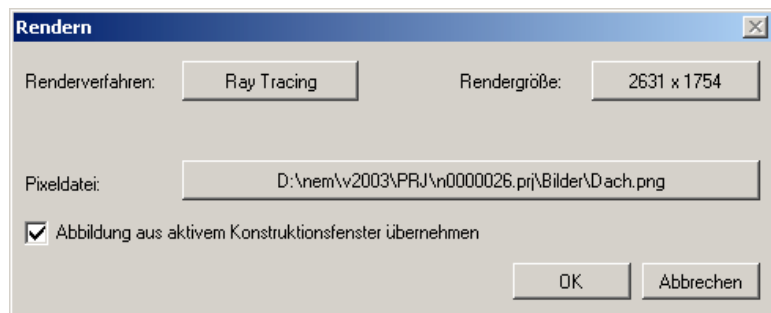 Rendern
Renderverfahren: Ray Tracing Rendergröße: 2631 x 1754
Pixeldatei: D:\nem\v2003\PRJ\n0000026.prj\Bilder\Dach.png
Abbildung aus aktivem Konstruktionsfenster übernehmen
OK Abbrechen